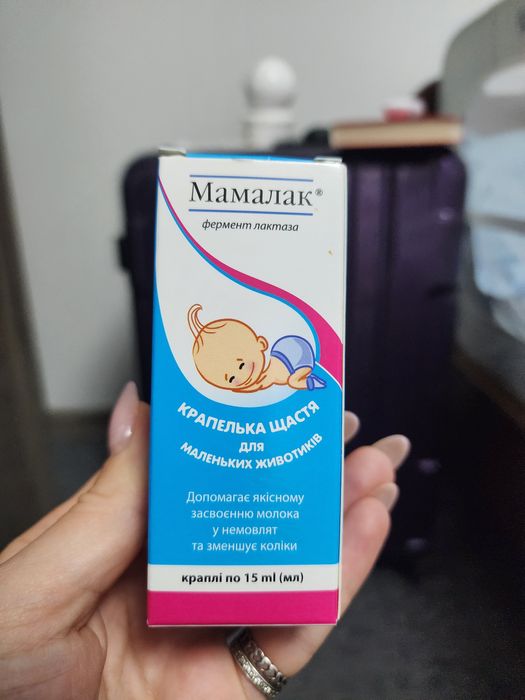 Мамалак®
фермент лактаза
КРАПЕЛЬКА ЩАСТЯ
ДЛЯ
МАЛЕНЬКИХ ЖИВОТИКІВ
Допомагає якісному
засвоєнню молока
у немовлят
та зменшує коліки
краплі по 15 ml (мл)